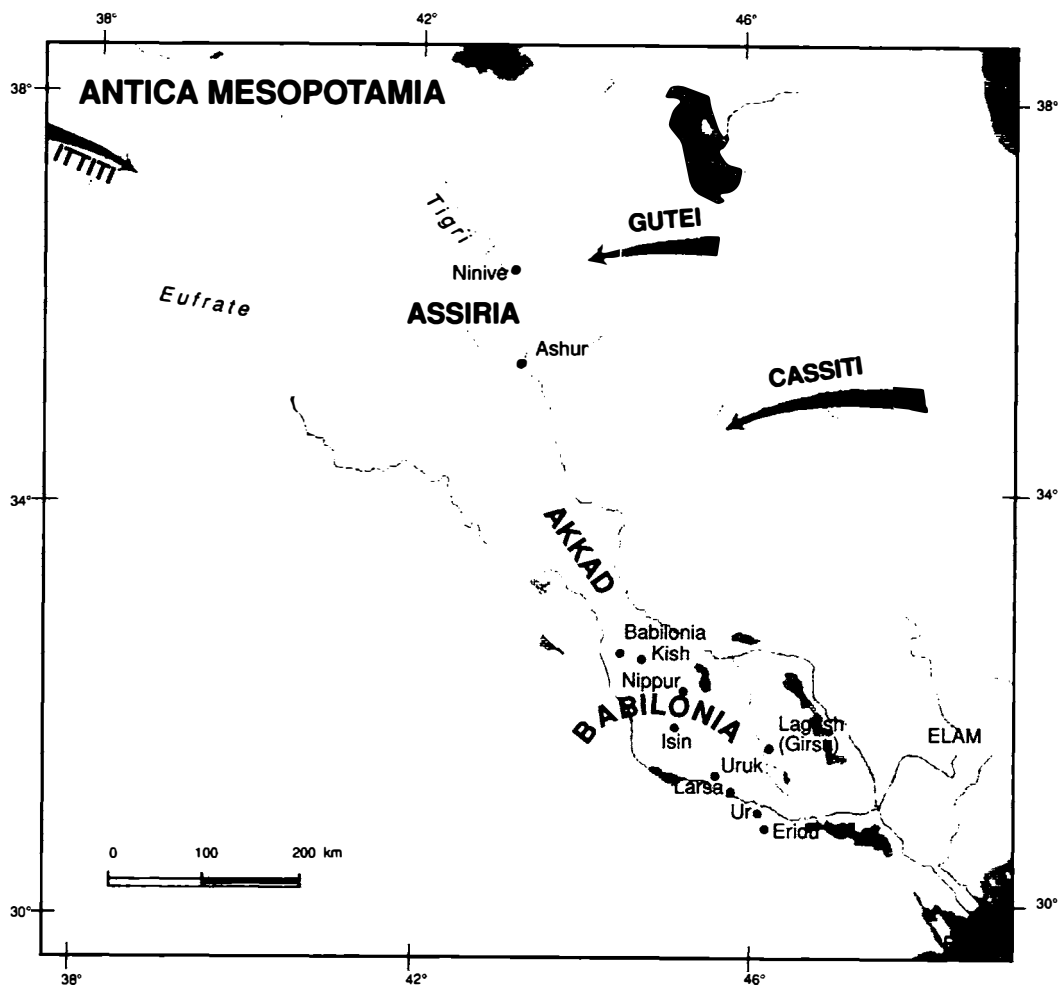 38°
42°
46°
38°
ANTICA MESOPOTAMIA
38°
ITTITI
Tigri
GUTEI
Ninive
Eufrate
ASSIRIA
Ashur
CASSITI
34°
34°
AKKAD
Babilonia
Kish
Nippur
BABILONIA
Isin
Lagash
(Girsu)
ELAM
Uruk
Larsa
Ur
Eridu
0 100 200 km
30°
30°
38°
42°
46°